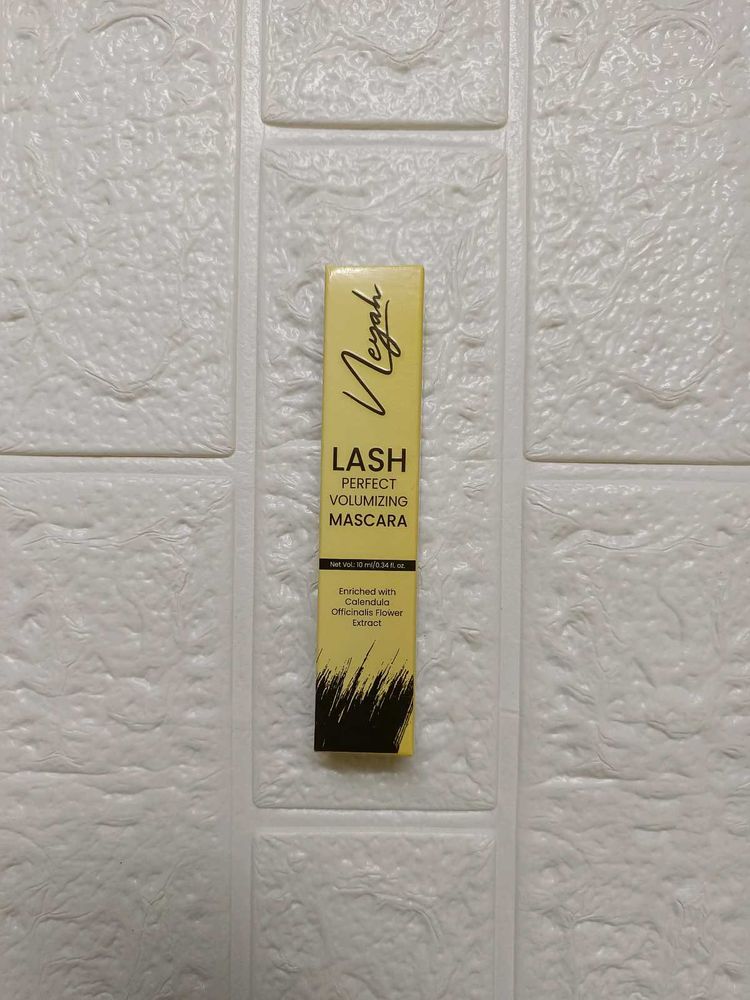 Neyah
LASH
PERFECT
VOLUMIZING
MASCARA
Net Vol.: 10 ml/0.34 fl. oz.
Enriched with
Calendula
Officinalis Flower
Extract